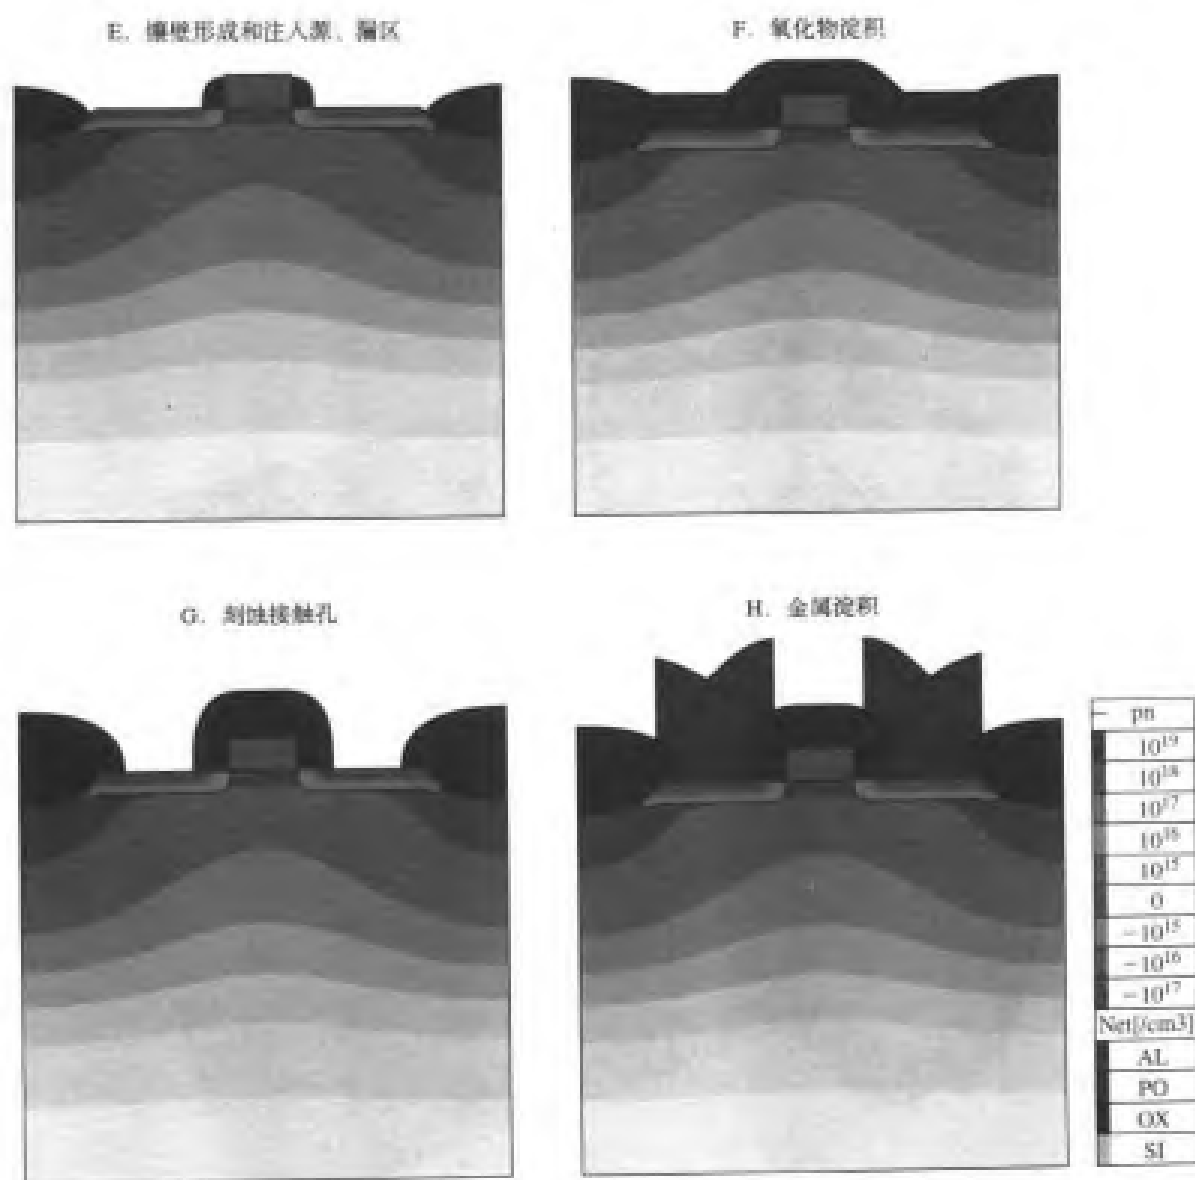 E. 镶壁形成和注入源、漏区
F. 氧化物淀积
G. 刻蚀接触孔
H. 金属淀积
pn
10¹⁹
10¹⁸
10¹⁷
10¹⁶
10¹⁵
0
−10¹⁵
−10¹⁶
−10¹⁷
Net[/cm3]
AL
PO
OX
SI